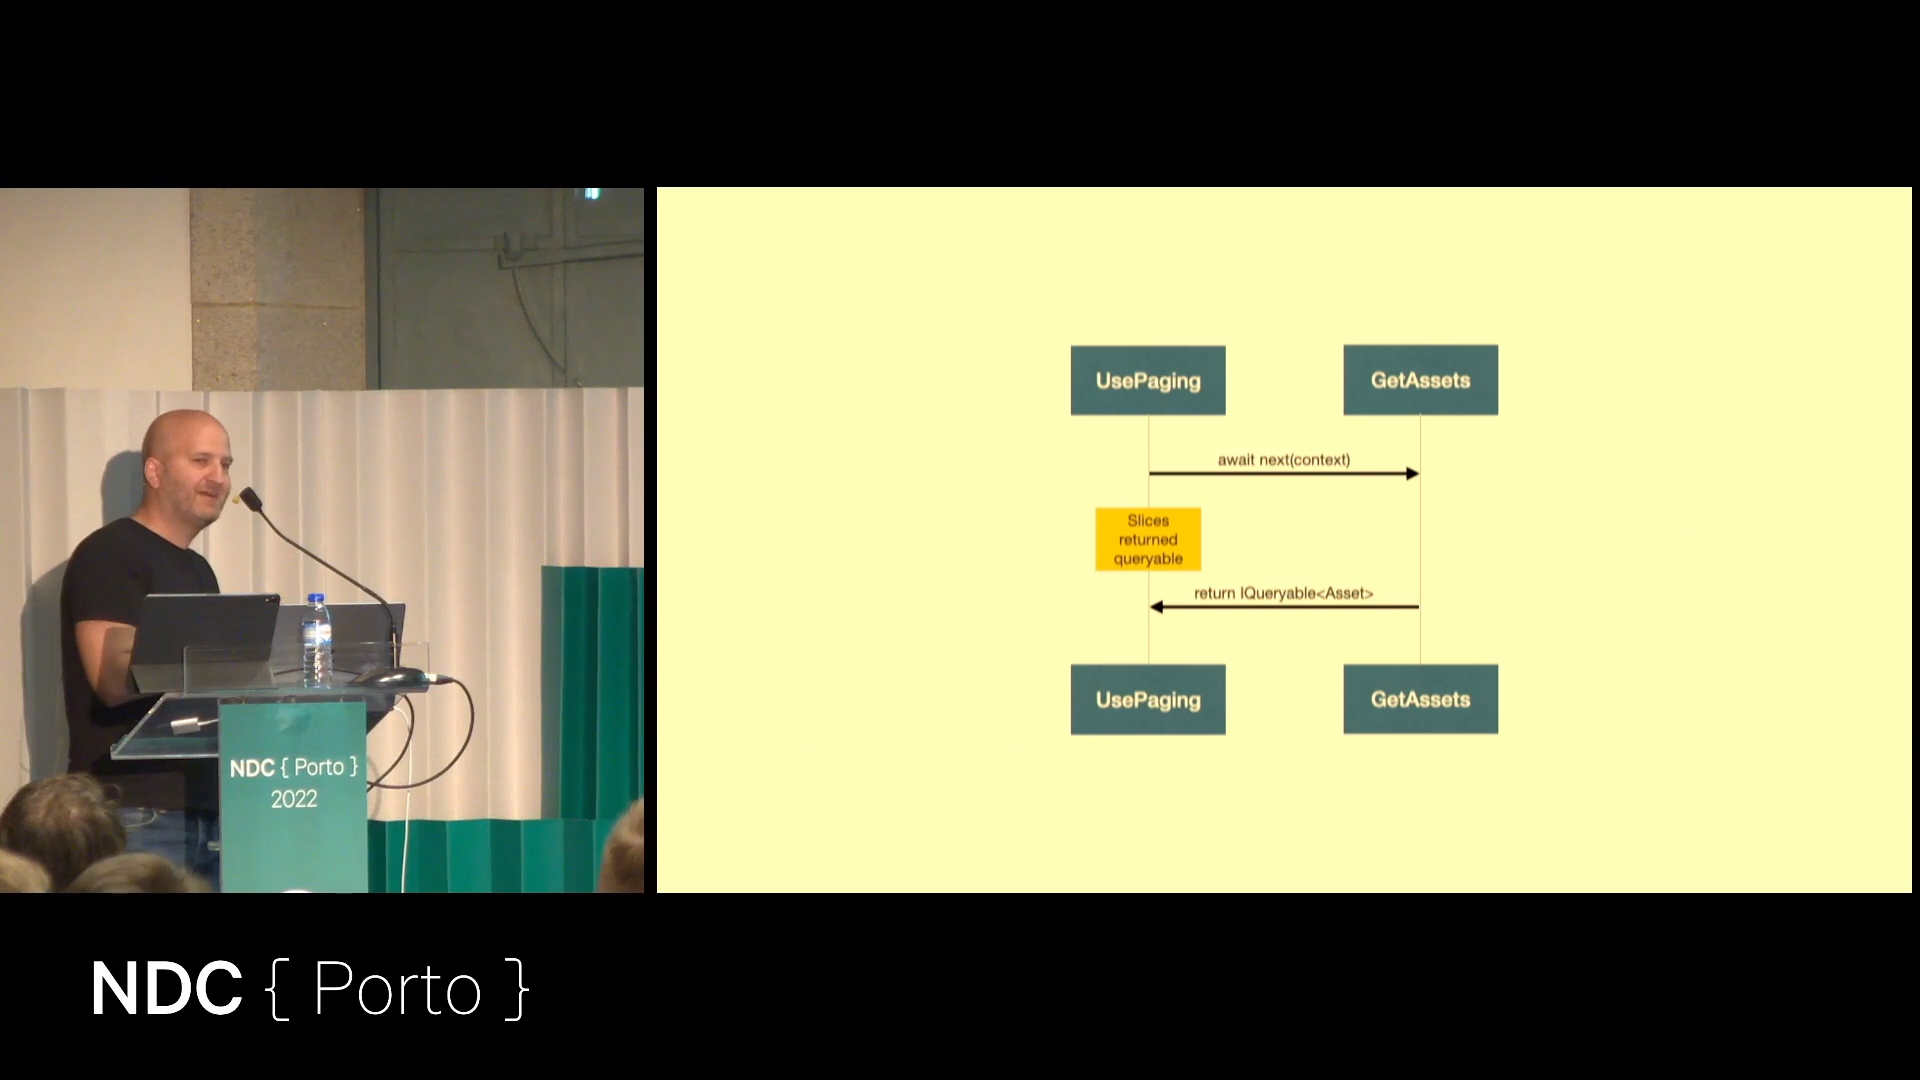 UsePaging
GetAssets
await next(context)
Slices
returned
queryable
return IQueryable<Asset>
UsePaging
GetAssets
NDC { Porto }
2022
NDC { Porto }